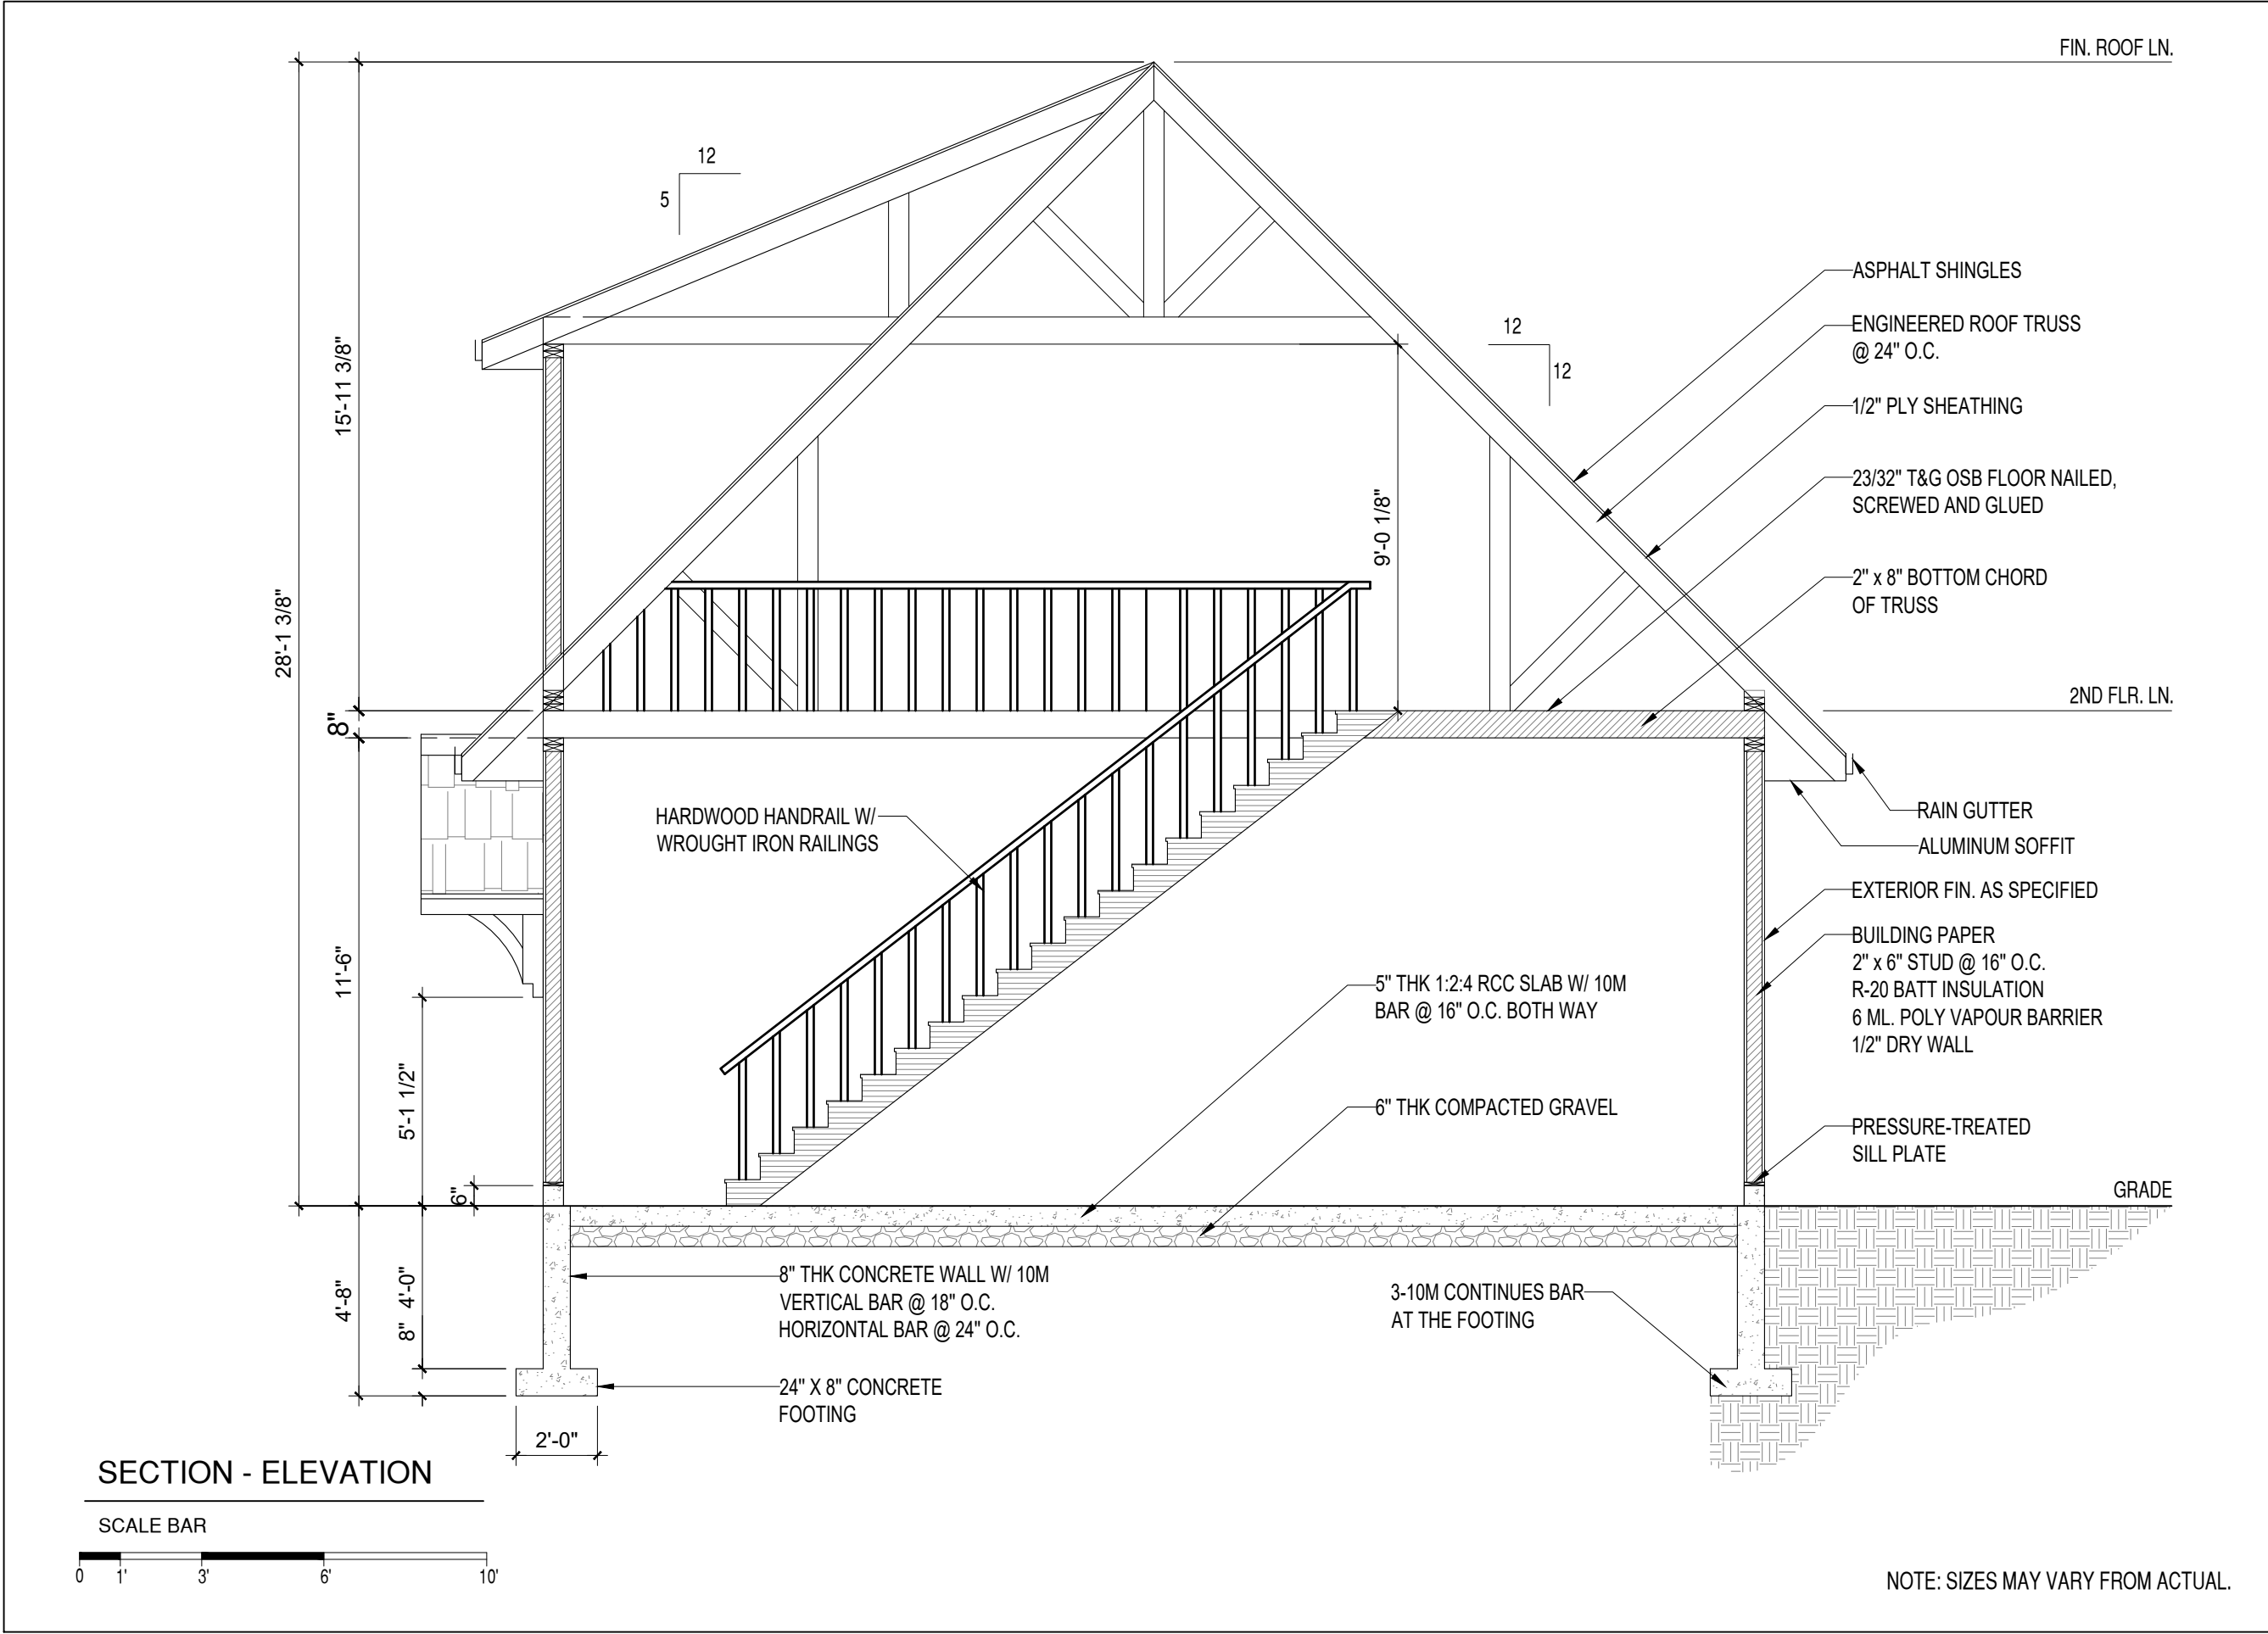 FIN. ROOF LN.
12
5
12
12
15'-11 3/8"
28'-1 3/8"
9'-0 1/8"
ASPHALT SHINGLES
ENGINEERED ROOF TRUSS
@ 24" O.C.
1/2" PLY SHEATHING
23/32" T&G OSB FLOOR NAILED,
SCREWED AND GLUED
2" x 8" BOTTOM CHORD
OF TRUSS
2ND FLR. LN.
8"
HARDWOOD HANDRAIL W/
WROUGHT IRON RAILINGS
RAIN GUTTER
ALUMINUM SOFFIT
EXTERIOR FIN. AS SPECIFIED
BUILDING PAPER
2" x 6" STUD @ 16" O.C.
R-20 BATT INSULATION
6 ML. POLY VAPOUR BARRIER
1/2" DRY WALL
11'-6"
5'-1 1/2"
6"
5" THK 1:2:4 RCC SLAB W/ 10M
BAR @ 16" O.C. BOTH WAY
6" THK COMPACTED GRAVEL
PRESSURE-TREATED
SILL PLATE
GRADE
4'-8"
4'-0"
8"
8" THK CONCRETE WALL W/ 10M
VERTICAL BAR @ 18" O.C.
HORIZONTAL BAR @ 24" O.C.
3-10M CONTINUES BAR
AT THE FOOTING
24" X 8" CONCRETE
FOOTING
2'-0"
SECTION - ELEVATION
SCALE BAR
0 1' 3' 6' 10'
NOTE: SIZES MAY VARY FROM ACTUAL.